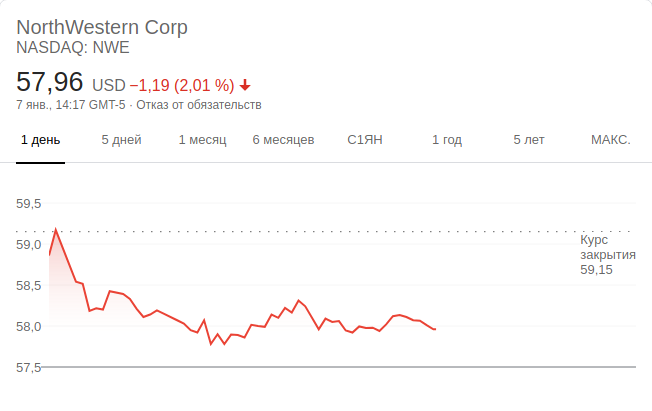 NorthWestern Corp
NASDAQ: NWE
57,96 USD −1,19 (2,01 %)
7 янв., 14:17 GMT-5 · Отказ от обязательств
1 день 5 дней 1 месяц 6 месяцев С1ЯН 1 год 5 лет МАКС.
59,5
59,0
58,5
58,0
57,5
Курс
закрытия
59,15